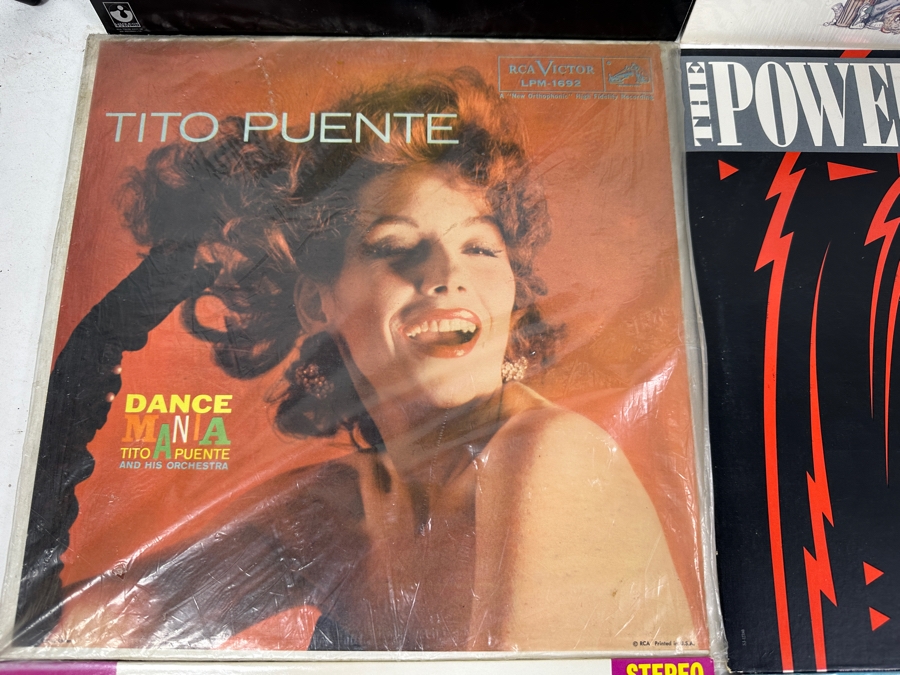 RCA VICTOR
LPM-1692
A "New Orthophonic" High Fidelity Recording
TITO PUENTE
DANCE
MANIA
TITO PUENTE
AND HIS ORCHESTRA
© RCA Printed in U.S.A.
THE POWE
STEREO